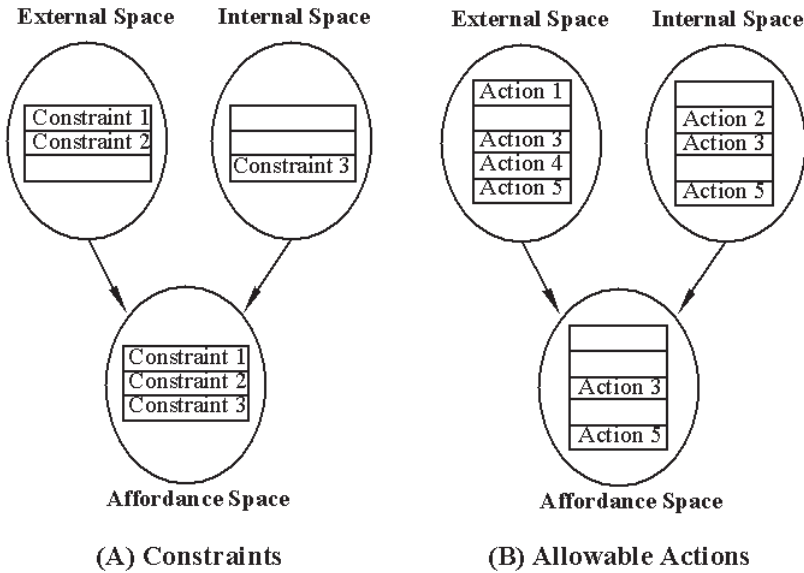 External Space
Internal Space
Constraint 1
Constraint 2
Constraint 3
Constraint 1
Constraint 2
Constraint 3
Affordance Space
(A) Constraints
External Space
Internal Space
Action 1
Action 3
Action 4
Action 5
Action 2
Action 3
Action 5
Action 3
Action 5
Affordance Space
(B) Allowable Actions